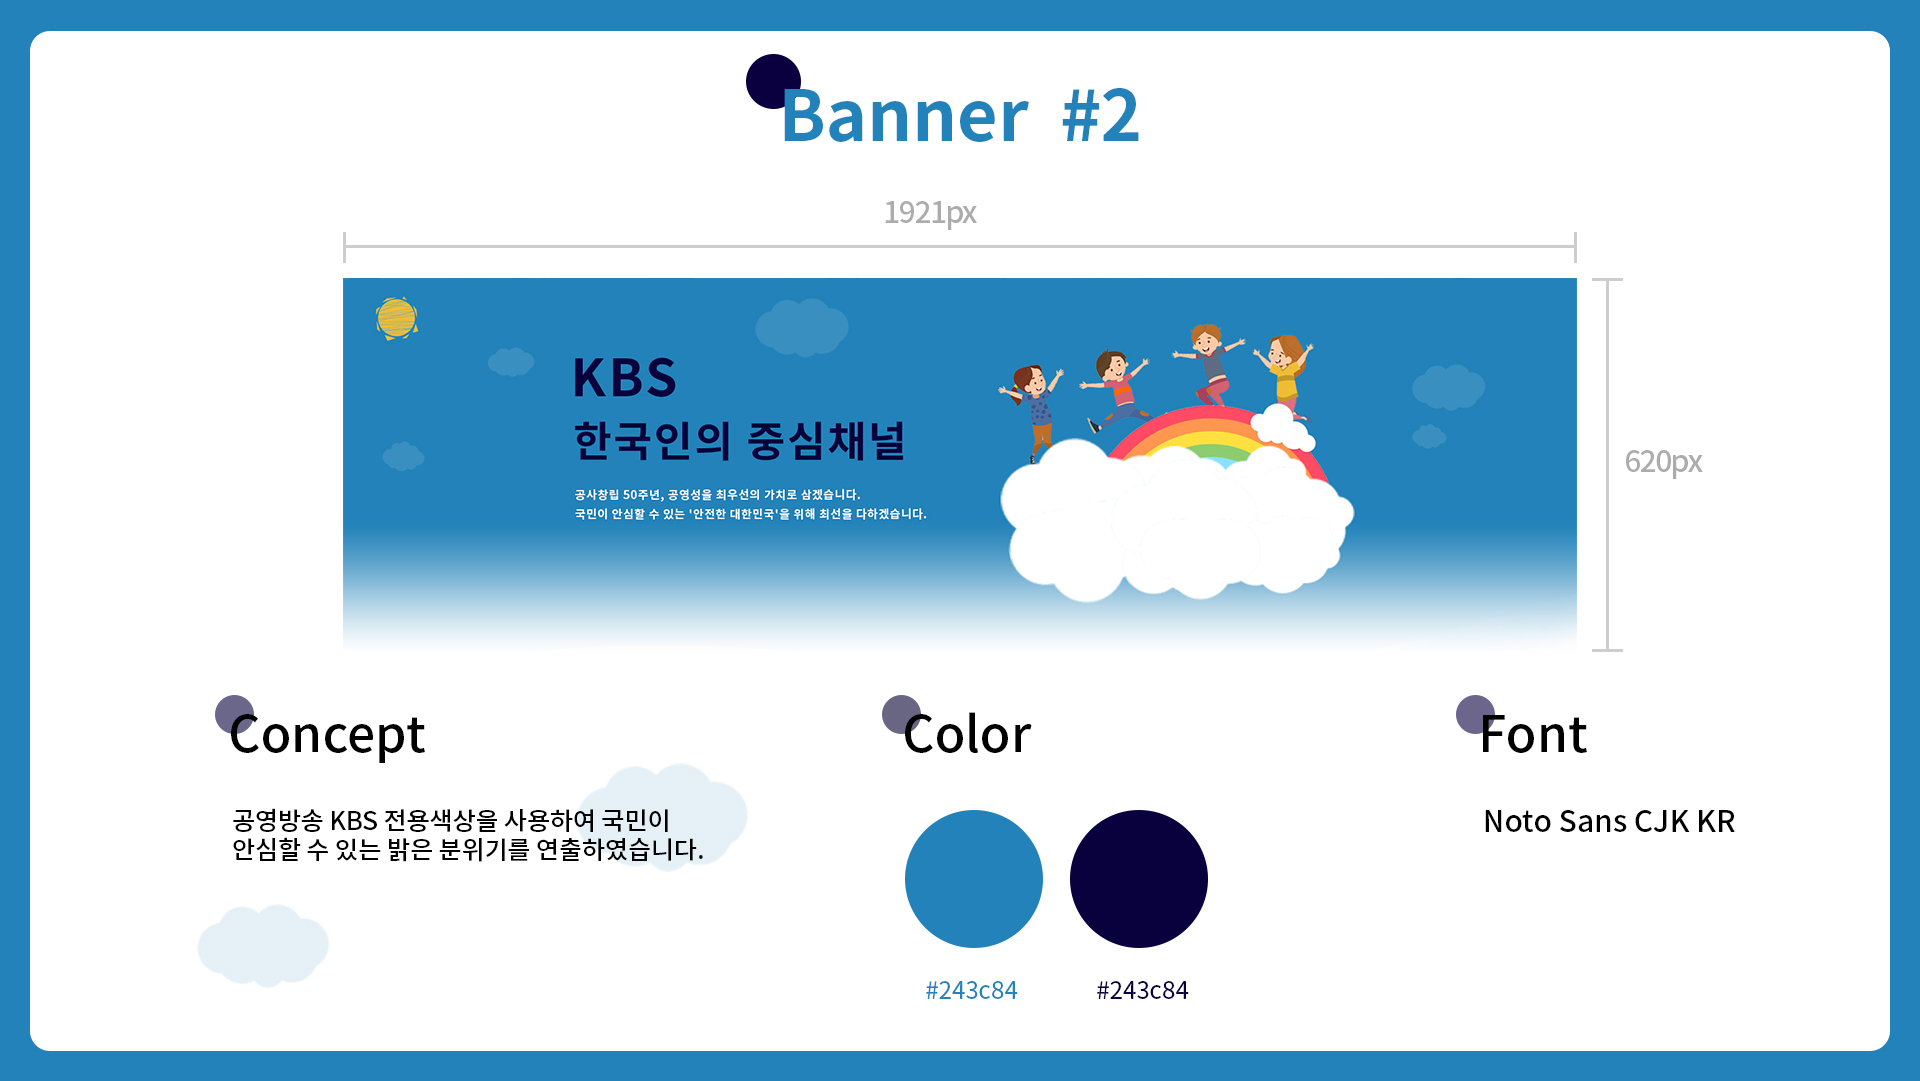 Banner #2
1921px
KBS
한국인의 중심채널
공사창립 50주년, 공영성을 최우선의 가치로 삼겠습니다.
국민이 안심할 수 있는 '안전한 대한민국'을 위해 최선을 다하겠습니다.
620px
Concept
공영방송 KBS 전용색상을 사용하여 국민이
안심할 수 있는 밝은 분위기를 연출하였습니다.
Color
#243c84
#243c84
Font
Noto Sans CJK KR